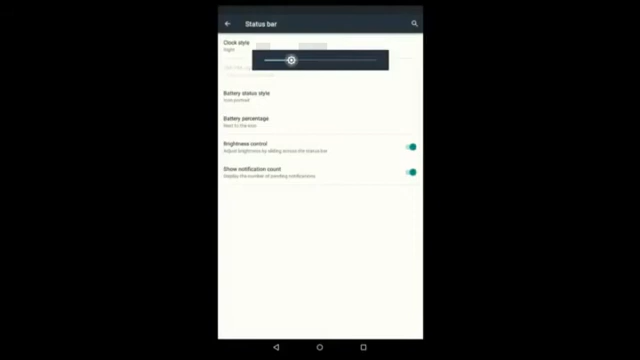 Status bar
Clock style
Right
Battery status style
Icon portrait
Battery percentage
Next to the icon
Brightness control
Adjust brightness by sliding across the status bar
Show notification count
Display the number of pending notifications